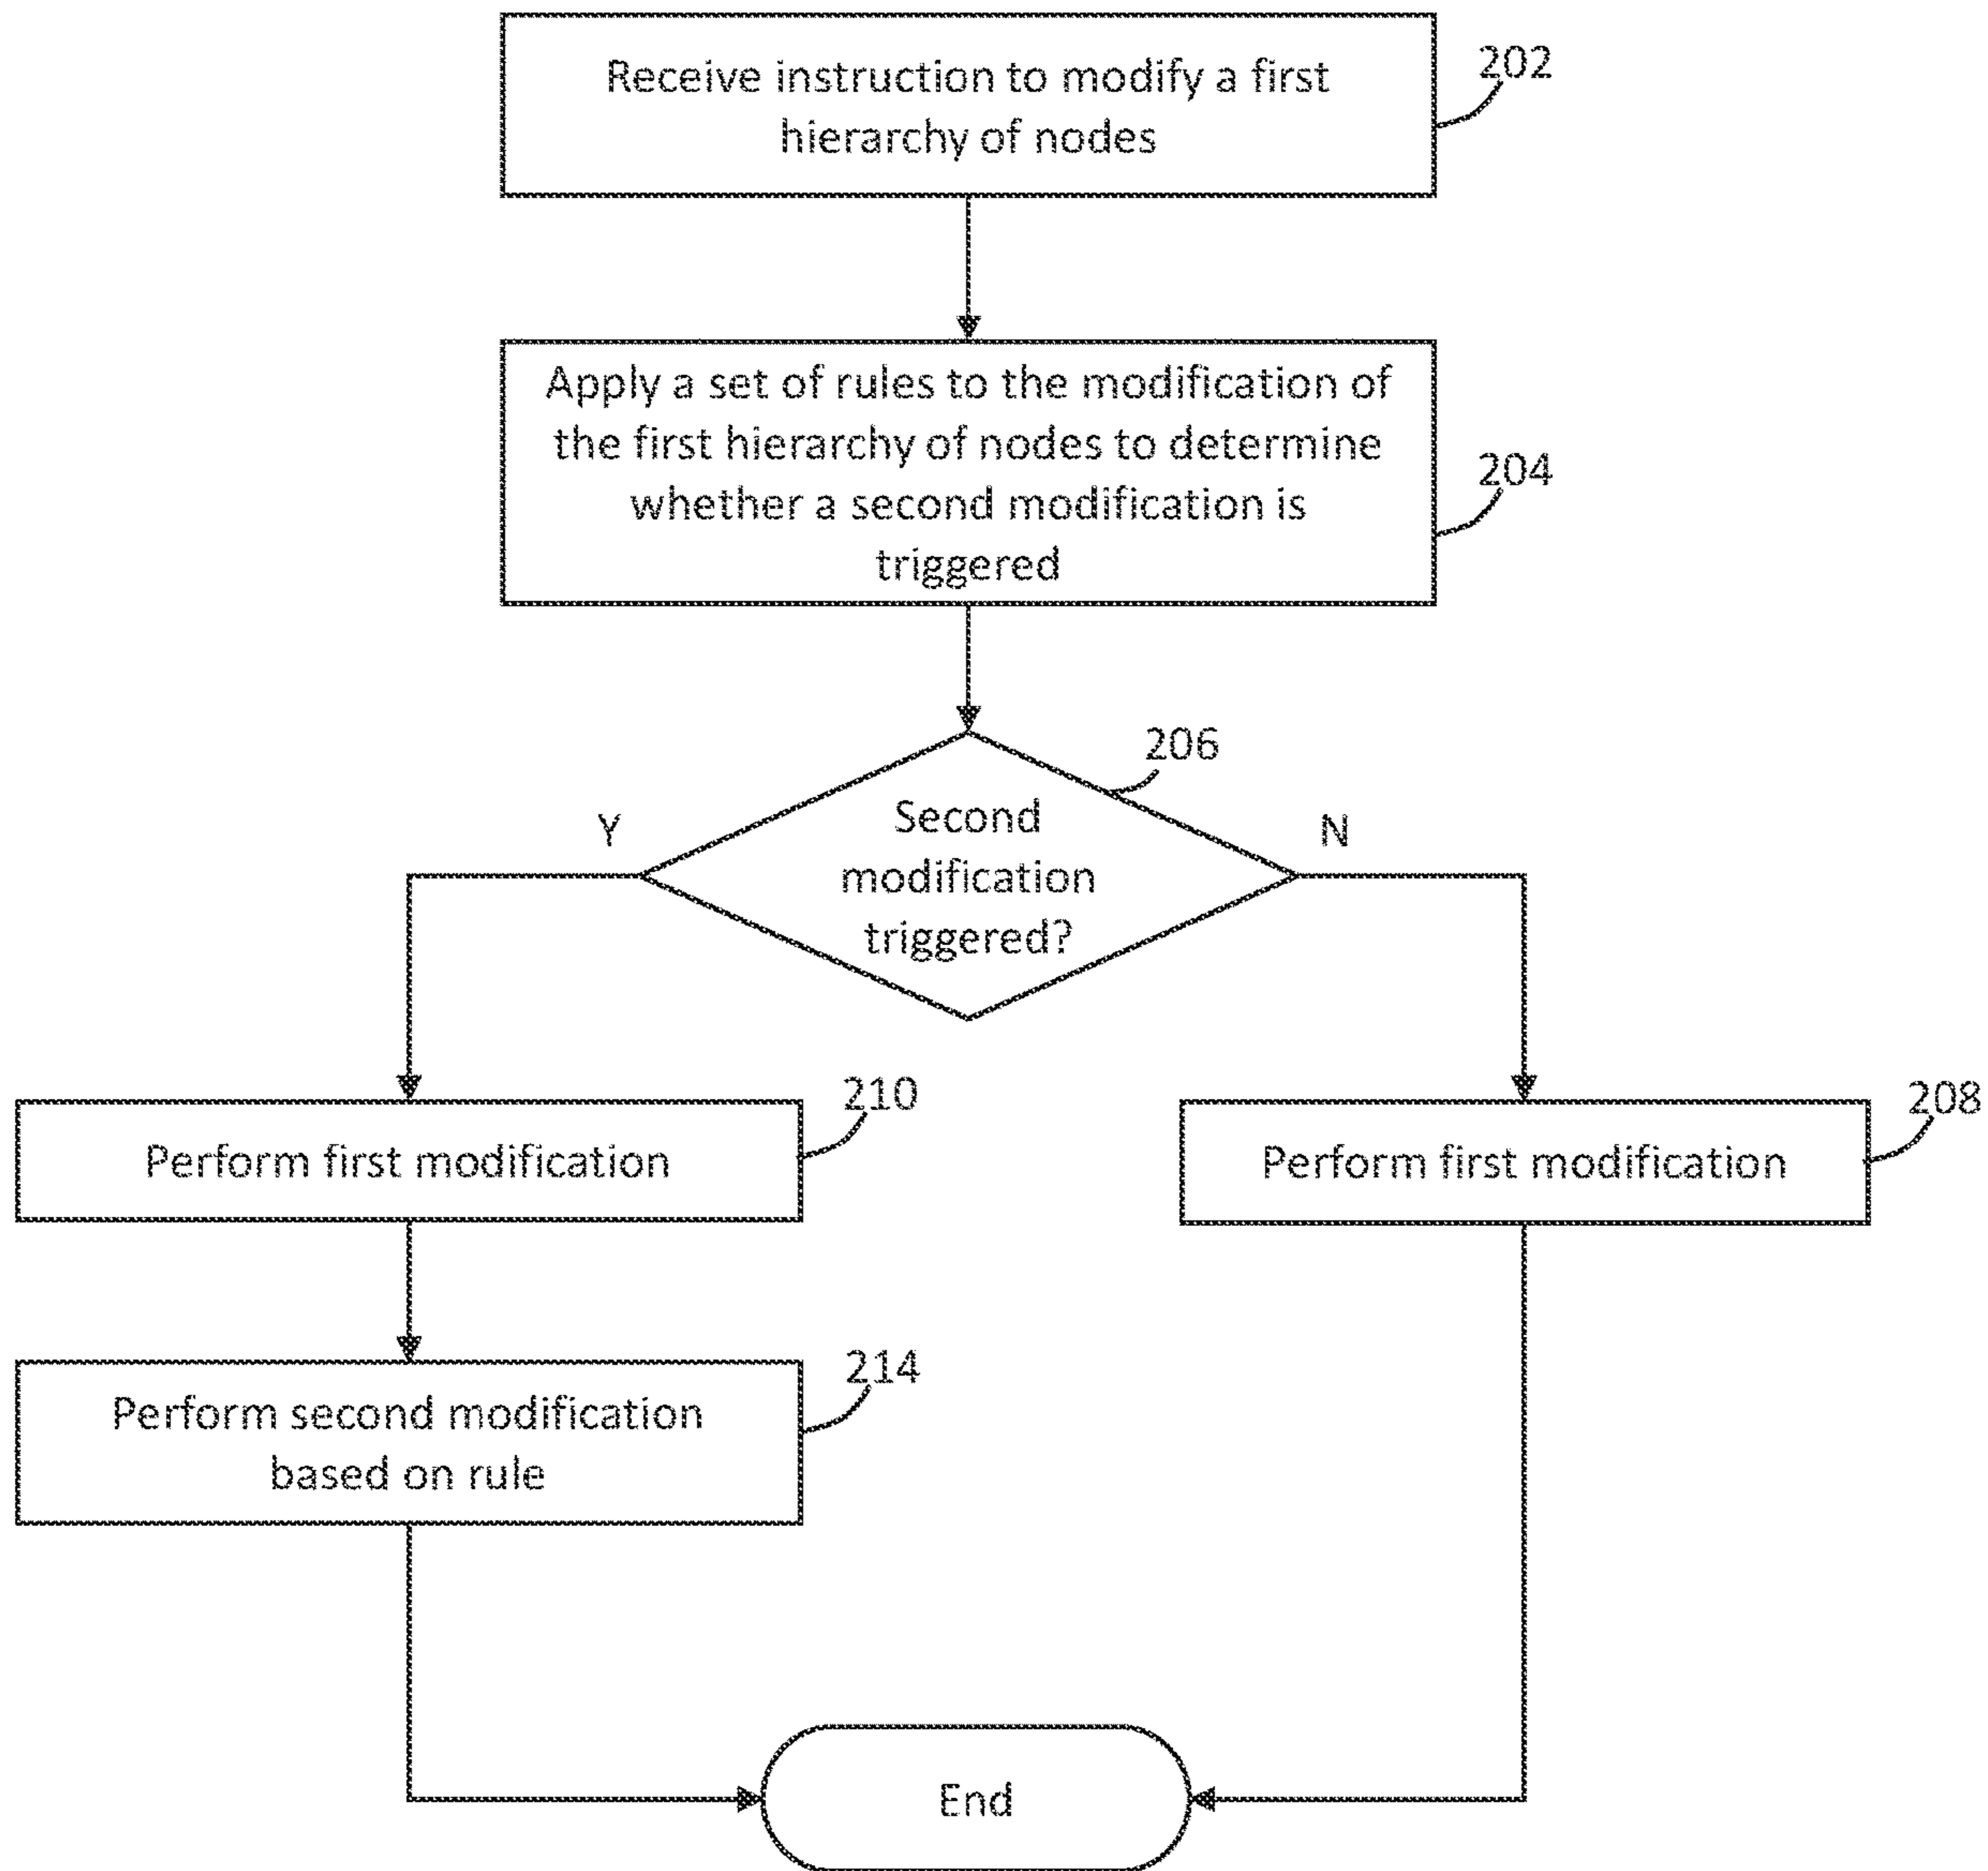 Receive instruction to modify a first
hierarchy of nodes
202
Apply a set of rules to the modification of
the first hierarchy of nodes to determine
whether a second modification is
triggered
204
206
Second
modification
triggered?
Y
N
210
Perform first modification
208
Perform first modification
214
Perform second modification
based on rule
End